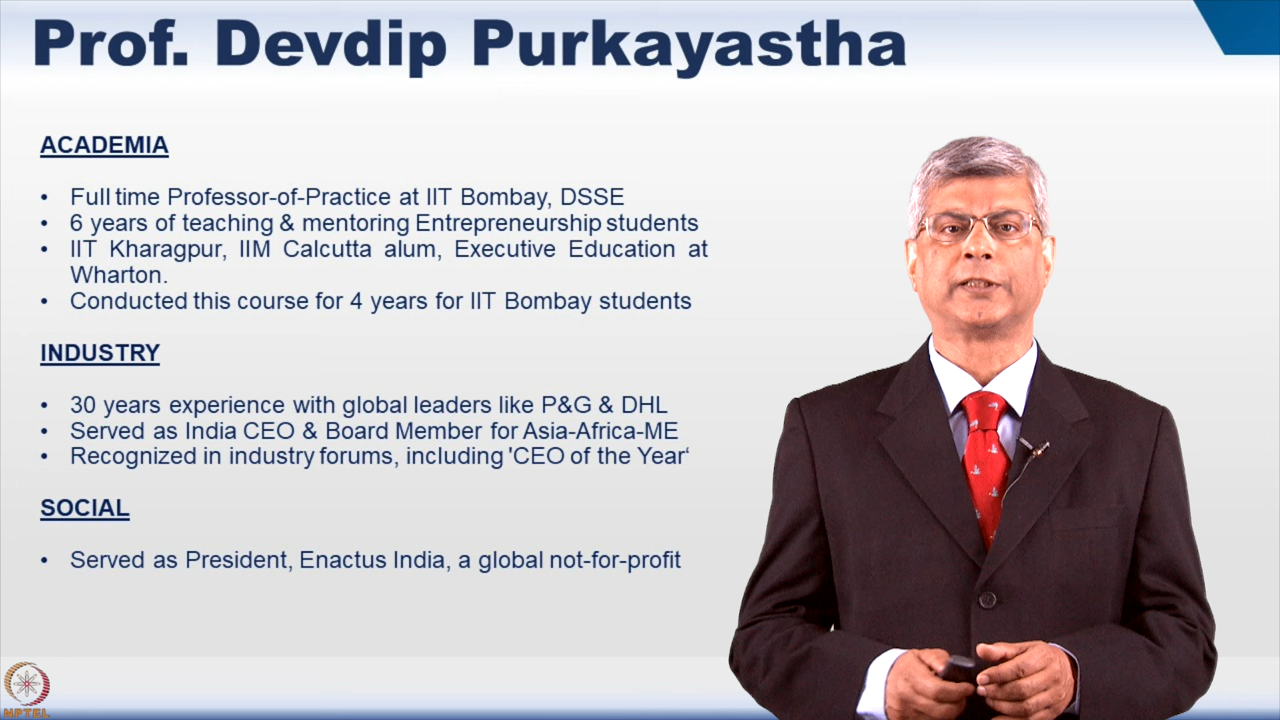 Prof. Devdip Purkayastha
ACADEMIA
• Full time Professor-of-Practice at IIT Bombay, DSSE
• 6 years of teaching & mentoring Entrepreneurship students
• IIT Kharagpur, IIM Calcutta alum, Executive Education at
Wharton.
• Conducted this course for 4 years for IIT Bombay students
INDUSTRY
• 30 years experience with global leaders like P&G & DHL
• Served as India CEO & Board Member for Asia-Africa-ME
• Recognized in industry forums, including 'CEO of the Year‘
SOCIAL
• Served as President, Enactus India, a global not-for-profit
NPTEL